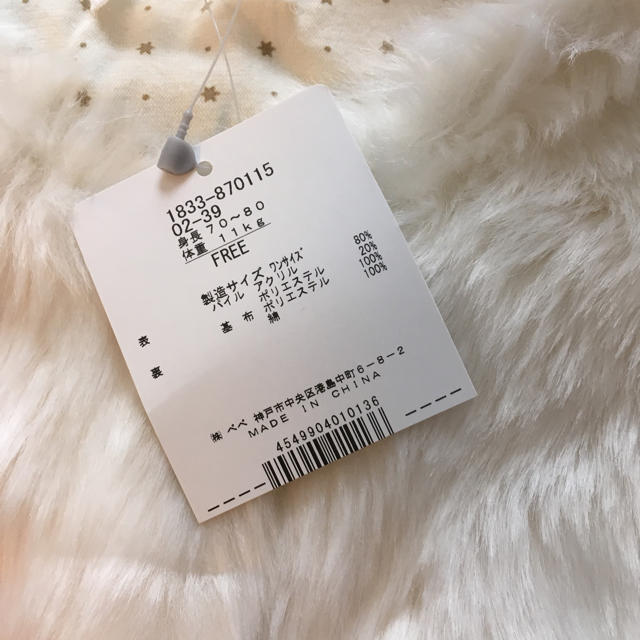 1833-870115
02-39
身長 70～80
体重 11kg
FREE
製造サイズ ワンサイズ
表 パイル アクリル 80%
ポリエステル 20%
基布 ポリエステル 100%
裏 綿 100%
㈱ べべ 神戸市中央区港島中町6-8-2
MADE IN CHINA
4549904010136